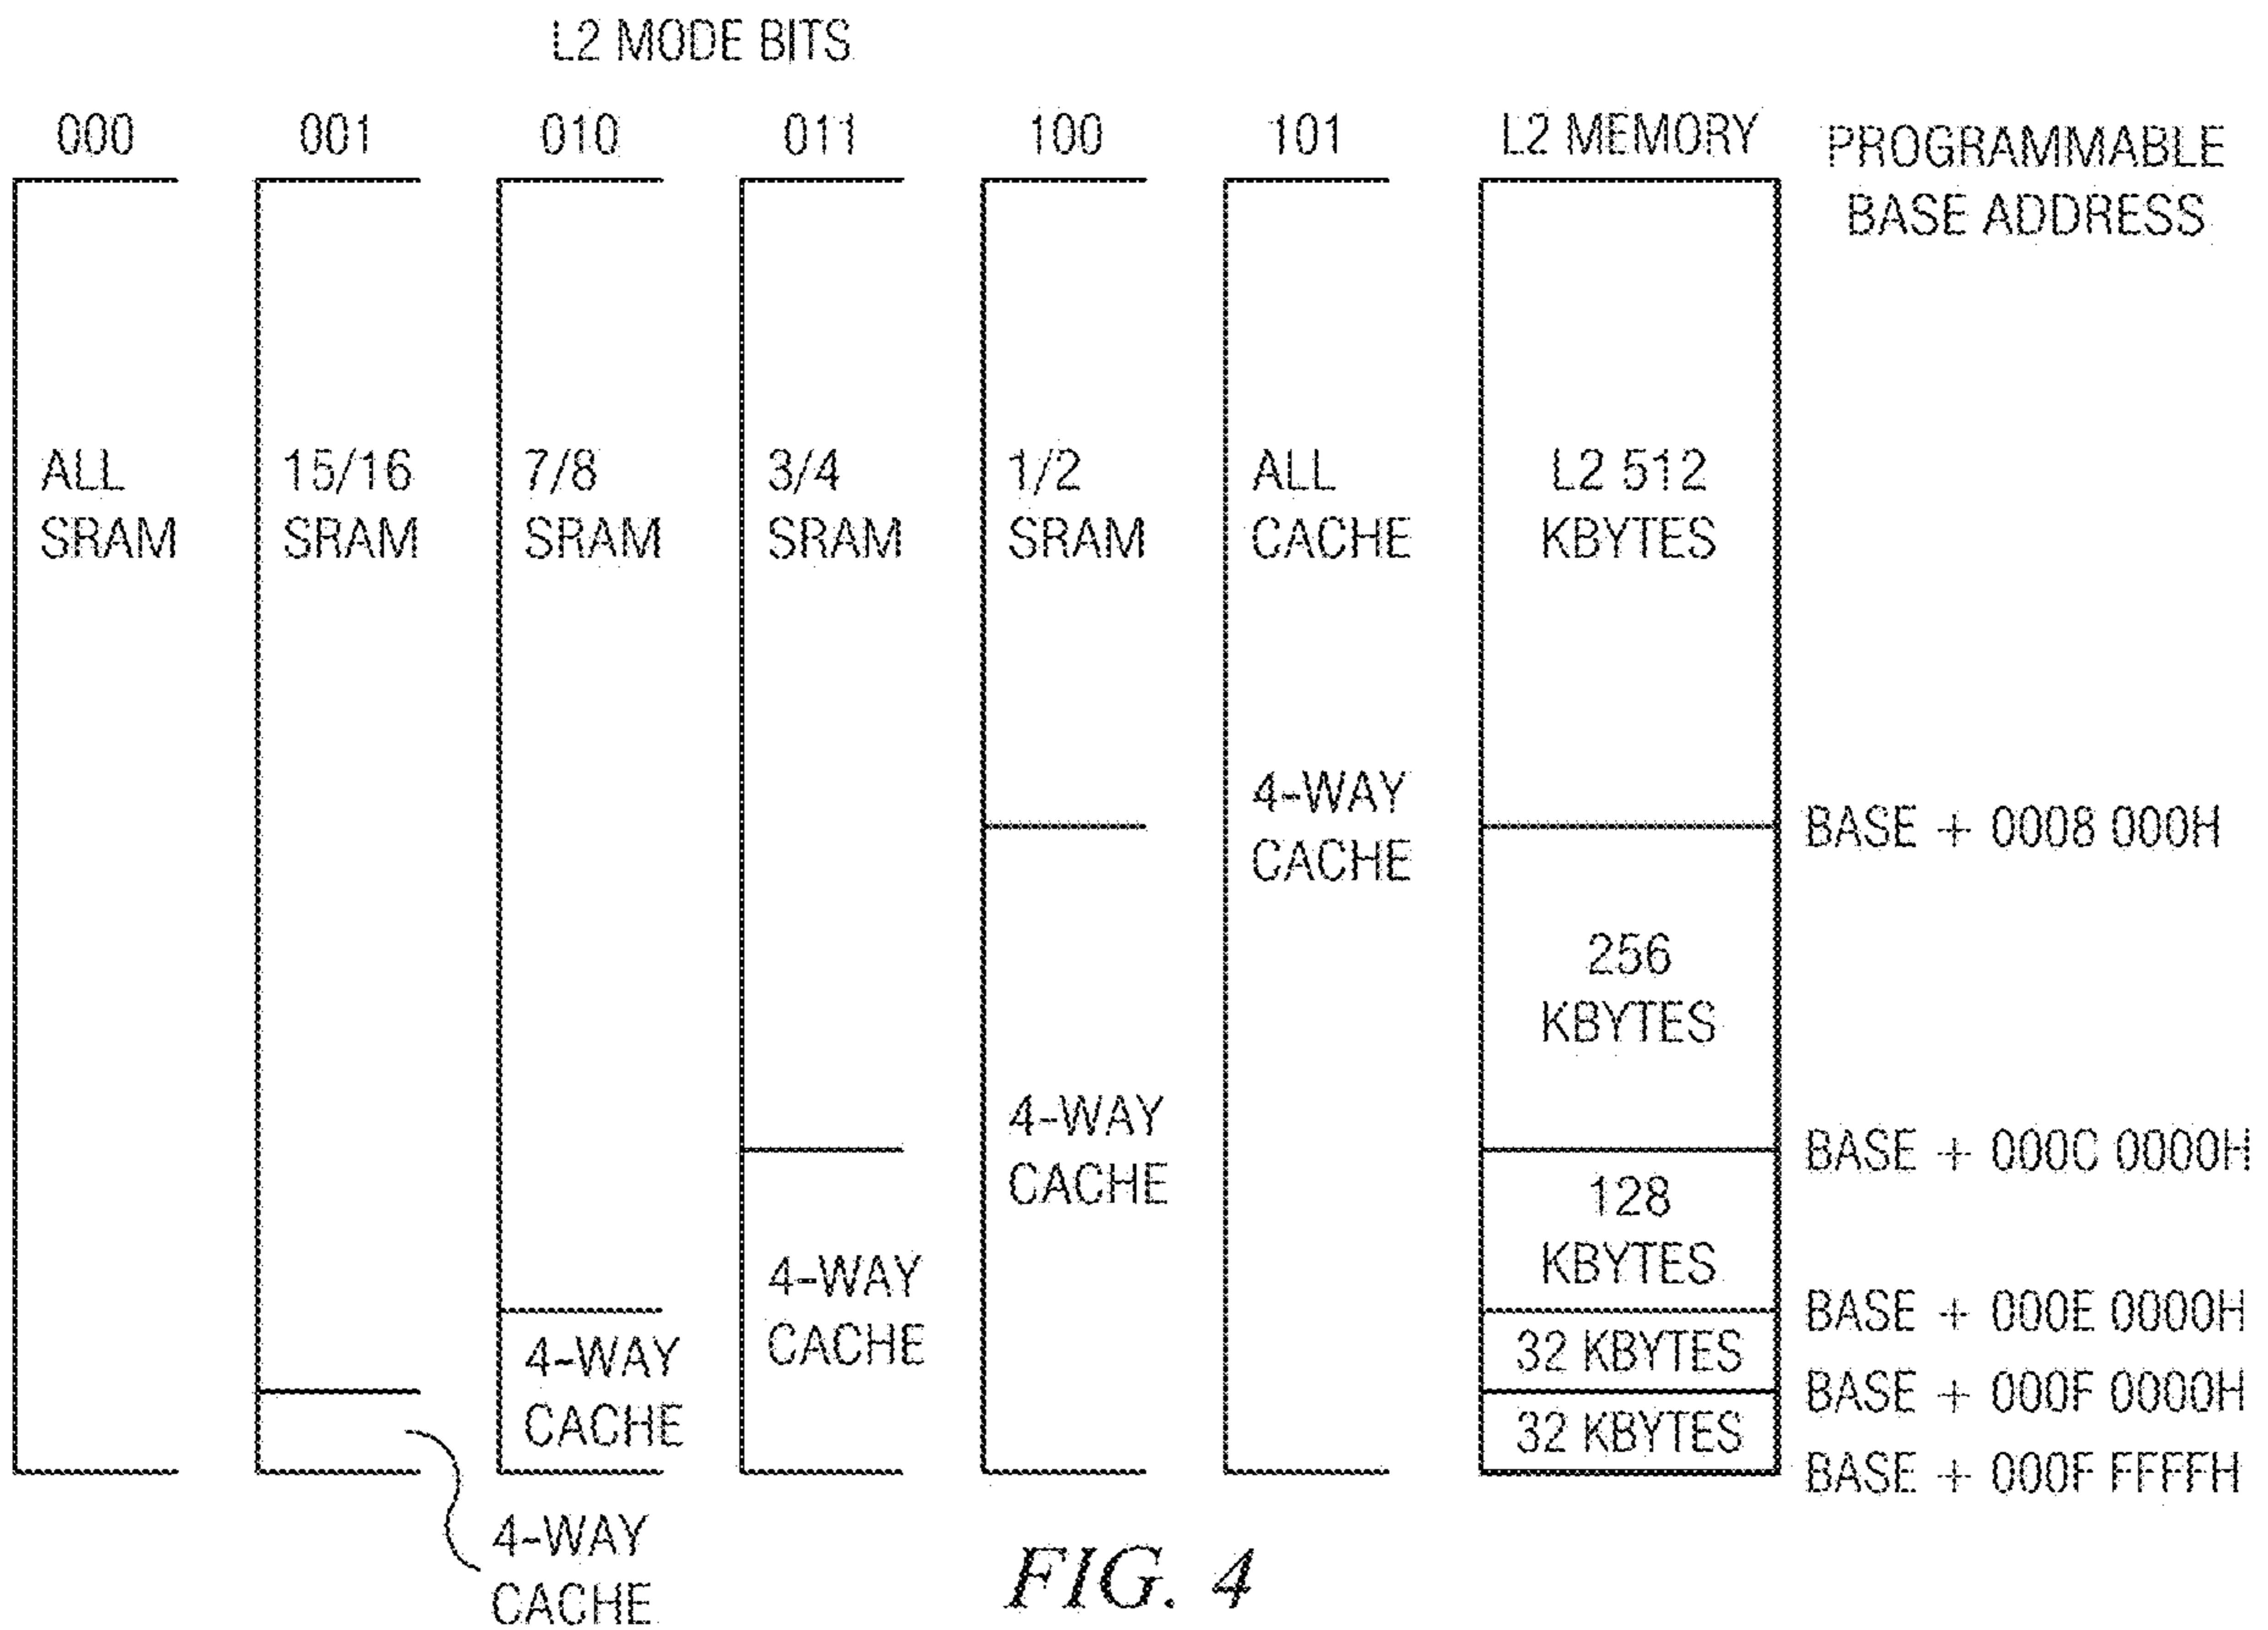 L2 MODE BITS
000 001 010 011 100 101 L2 MEMORY PROGRAMMABLE
BASE ADDRESS
ALL 15/16 7/8 3/4 1/2 ALL L2 512
SRAM SRAM SRAM SRAM SRAM CACHE KBYTES
4-WAY
CACHE
BASE + 0008 000H
256
KBYTES
4-WAY
CACHE
BASE + 000C 0000H
128
KBYTES
4-WAY
CACHE
BASE + 000E 0000H
4-WAY
CACHE
32 KBYTES
BASE + 000F 0000H
32 KBYTES
BASE + 000F FFFFH
4-WAY
CACHE
FIG. 4